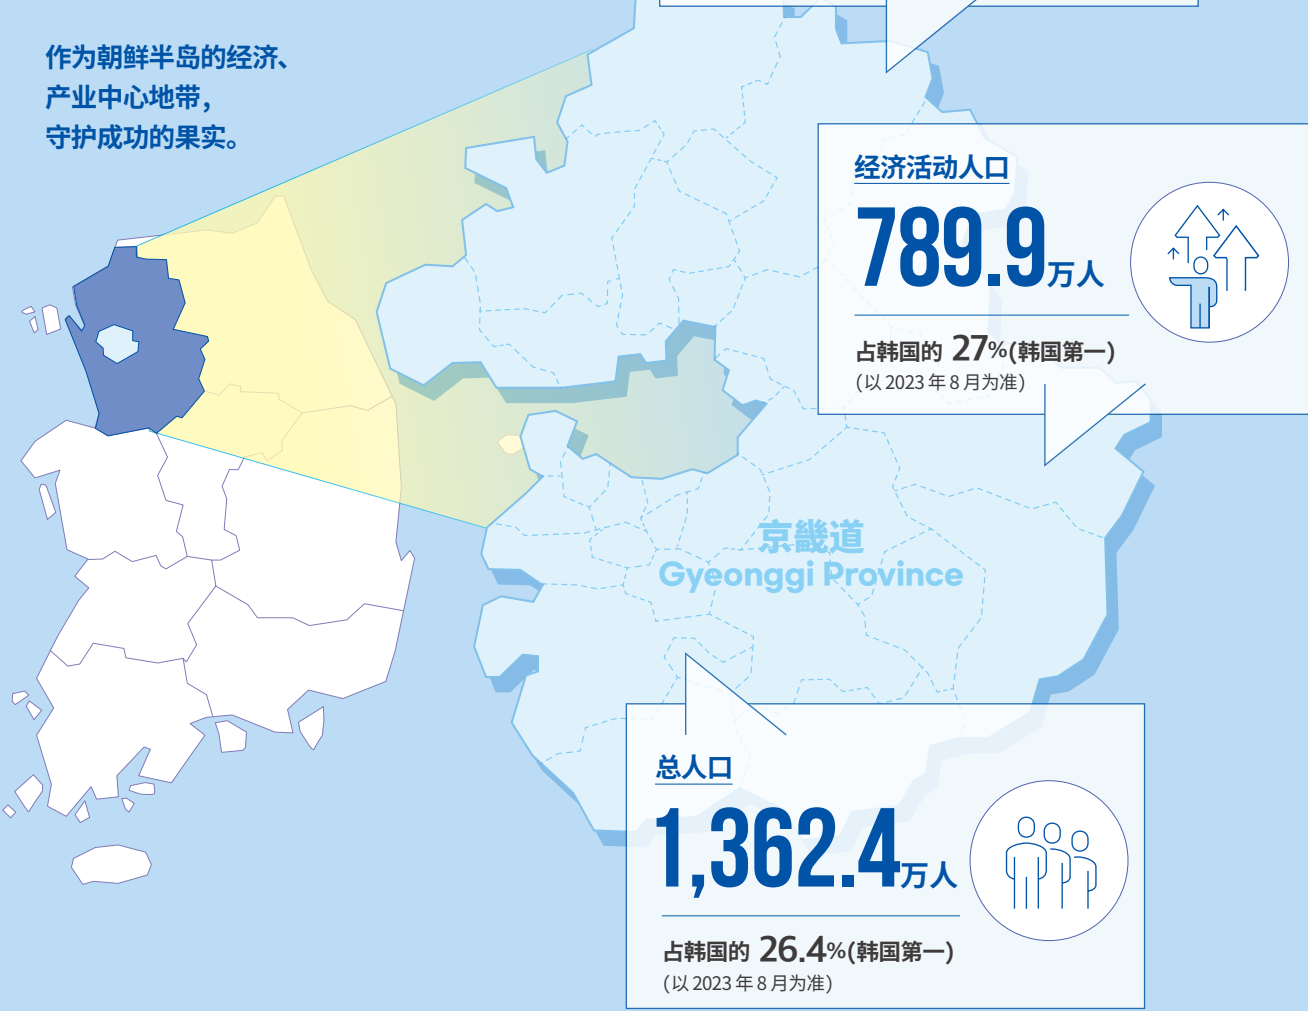 作为朝鲜半岛的经济、
产业中心地带，
守护成功的果实。
经济活动人口
789.9万人
占韩国的 27%(韩国第一)
(以 2023 年 8 月为准)
京畿道
Gyeonggi Province
总人口
1,362.4万人
占韩国的 26.4%(韩国第一)
(以 2023 年 8 月为准)